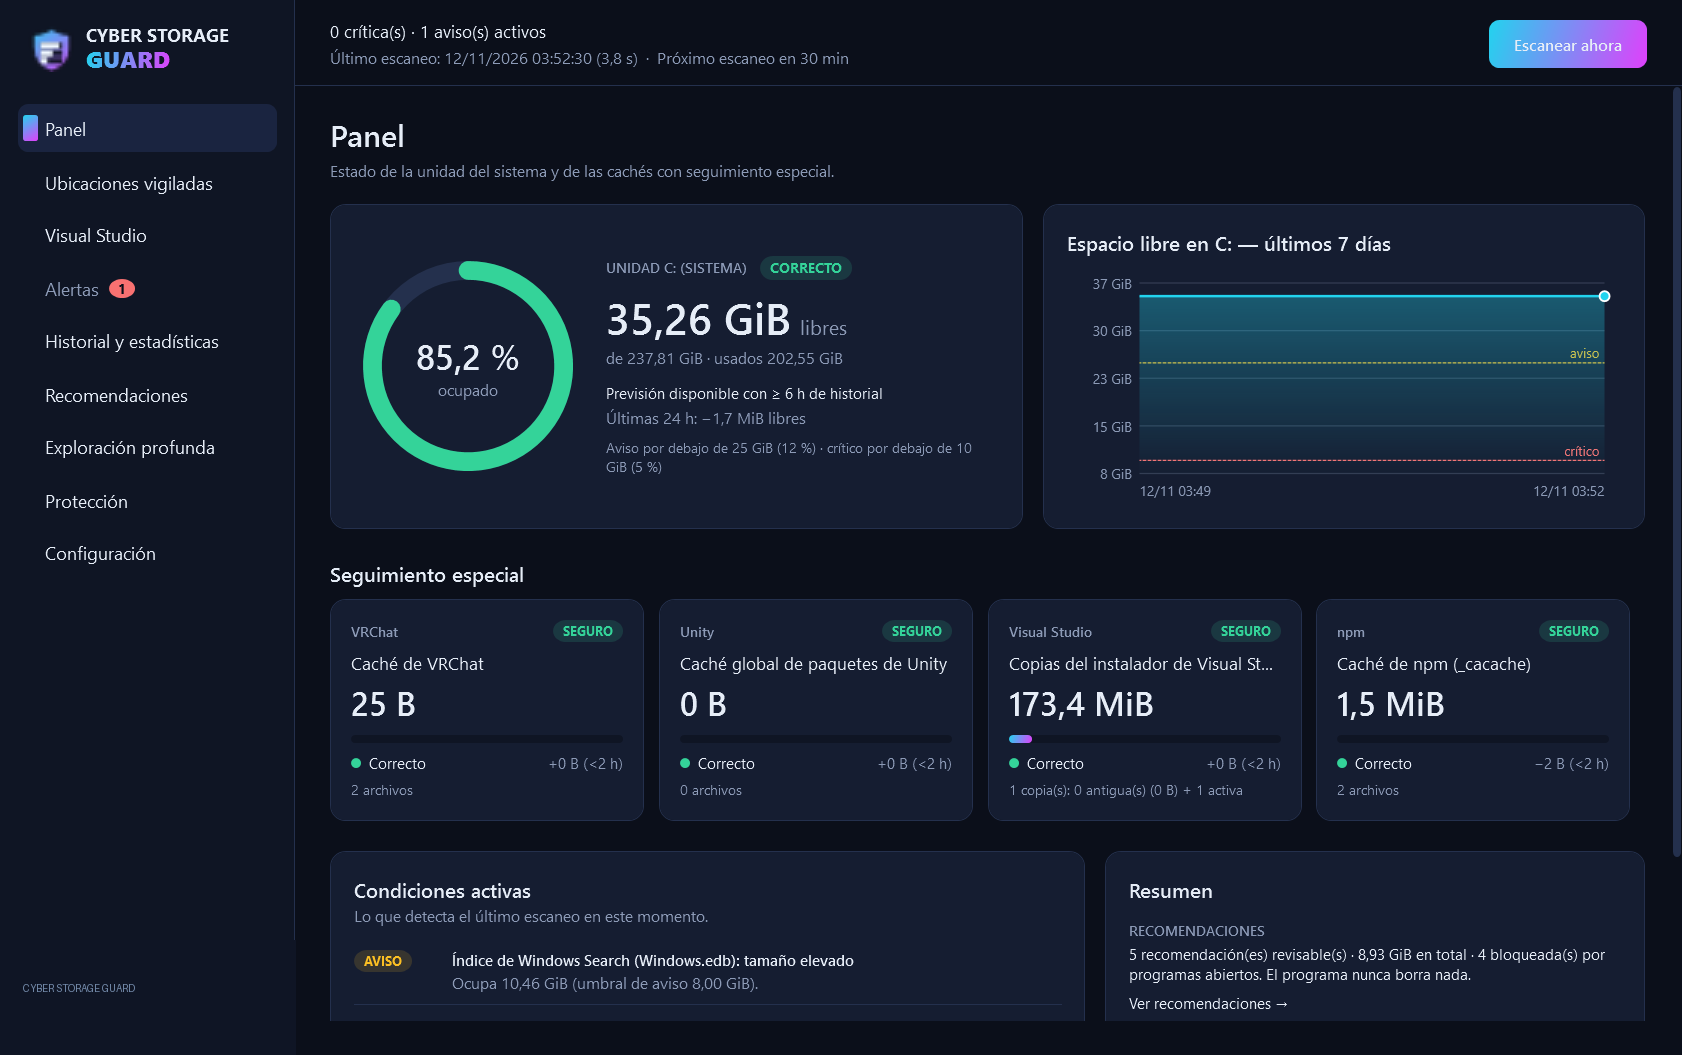 CYBER STORAGE
GUARD
Panel
Ubicaciones vigiladas
Visual Studio
Alertas 1
Historial y estadísticas
Recomendaciones
Exploración profunda
Protección
Configuración
CYBER STORAGE GUARD
0 crítica(s) · 1 aviso(s) activos
Último escaneo: 12/11/2026 03:52:30 (3,8 s) · Próximo escaneo en 30 min
Escanear ahora
Panel
Estado de la unidad del sistema y de las cachés con seguimiento especial.
85,2 %
ocupado
UNIDAD C: (SISTEMA) CORRECTO
35,26 GiB libres
de 237,81 GiB · usados 202,55 GiB
Previsión disponible con ≥ 6 h de historial
Últimas 24 h: −1,7 MiB libres
Aviso por debajo de 25 GiB (12 %) · crítico por debajo de 10
GiB (5 %)
Espacio libre en C: — últimos 7 días
37 GiB
30 GiB
aviso
23 GiB
15 GiB
crítico
8 GiB
12/11 03:49 12/11 03:52
Seguimiento especial
VRChat SEGURO
Caché de VRChat
25 B
Correcto +0 B (<2 h)
2 archivos
Unity SEGURO
Caché global de paquetes de Unity
0 B
Correcto +0 B (<2 h)
0 archivos
Visual Studio SEGURO
Copias del instalador de Visual St...
173,4 MiB
Correcto +0 B (<2 h)
1 copia(s): 0 antigua(s) (0 B) + 1 activa
npm SEGURO
Caché de npm (_cacache)
1,5 MiB
Correcto −2 B (<2 h)
2 archivos
Condiciones activas
Lo que detecta el último escaneo en este momento.
AVISO Índice de Windows Search (Windows.edb): tamaño elevado
Ocupa 10,46 GiB (umbral de aviso 8,00 GiB).
Resumen
RECOMENDACIONES
5 recomendación(es) revisable(s) · 8,93 GiB en total · 4 bloqueada(s) por
programas abiertos. El programa nunca borra nada.
Ver recomendaciones →